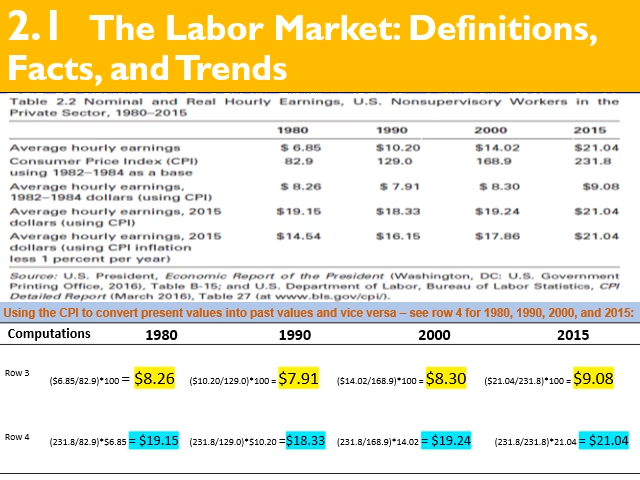 2.1 The Labor Market: Definitions,
Facts, and Trends
Table 2.2 Nominal and Real Hourly Earnings, U.S. Nonsupervisory Workers in the
Private Sector, 1980–2015
1980 1990 2000 2015
Average hourly earnings $ 6.85 $10.20 $14.02 $21.04
Consumer Price Index (CPI) 82.9 129.0 168.9 231.8
using 1982–1984 as a base
Average hourly earnings, $ 8.26 $ 7.91 $ 8.30 $9.08
1982–1984 dollars (using CPI)
Average hourly earnings, 2015 $19.15 $18.33 $19.24 $21.04
dollars (using CPI)
Average hourly earnings, 2015 $14.54 $16.15 $17.86 $21.04
dollars (using CPI inflation
less 1 percent per year)
Source: U.S. President, Economic Report of the President (Washington, DC: U.S. Government
Printing Office, 2016), Table B-15; and U.S. Department of Labor, Bureau of Labor Statistics, CPI
Detailed Report (March 2016), Table 27 (at www.bls.gov/cpi/).
Using the CPI to convert present values into past values and vice versa – see row 4 for 1980, 1990, 2000, and 2015:
Computations 1980 1990 2000 2015
Row 3 ($6.85/82.9)*100 = $8.26 ($10.20/129.0)*100 = $7.91 ($14.02/168.9)*100 = $8.30 ($21.04/231.8)*100 = $9.08
Row 4 (231.8/82.9)*$6.85 = $19.15 (231.8/129.0)*$10.20 =$18.33 (231.8/168.9)*14.02 = $19.24 (231.8/231.8)*21.04 = $21.04